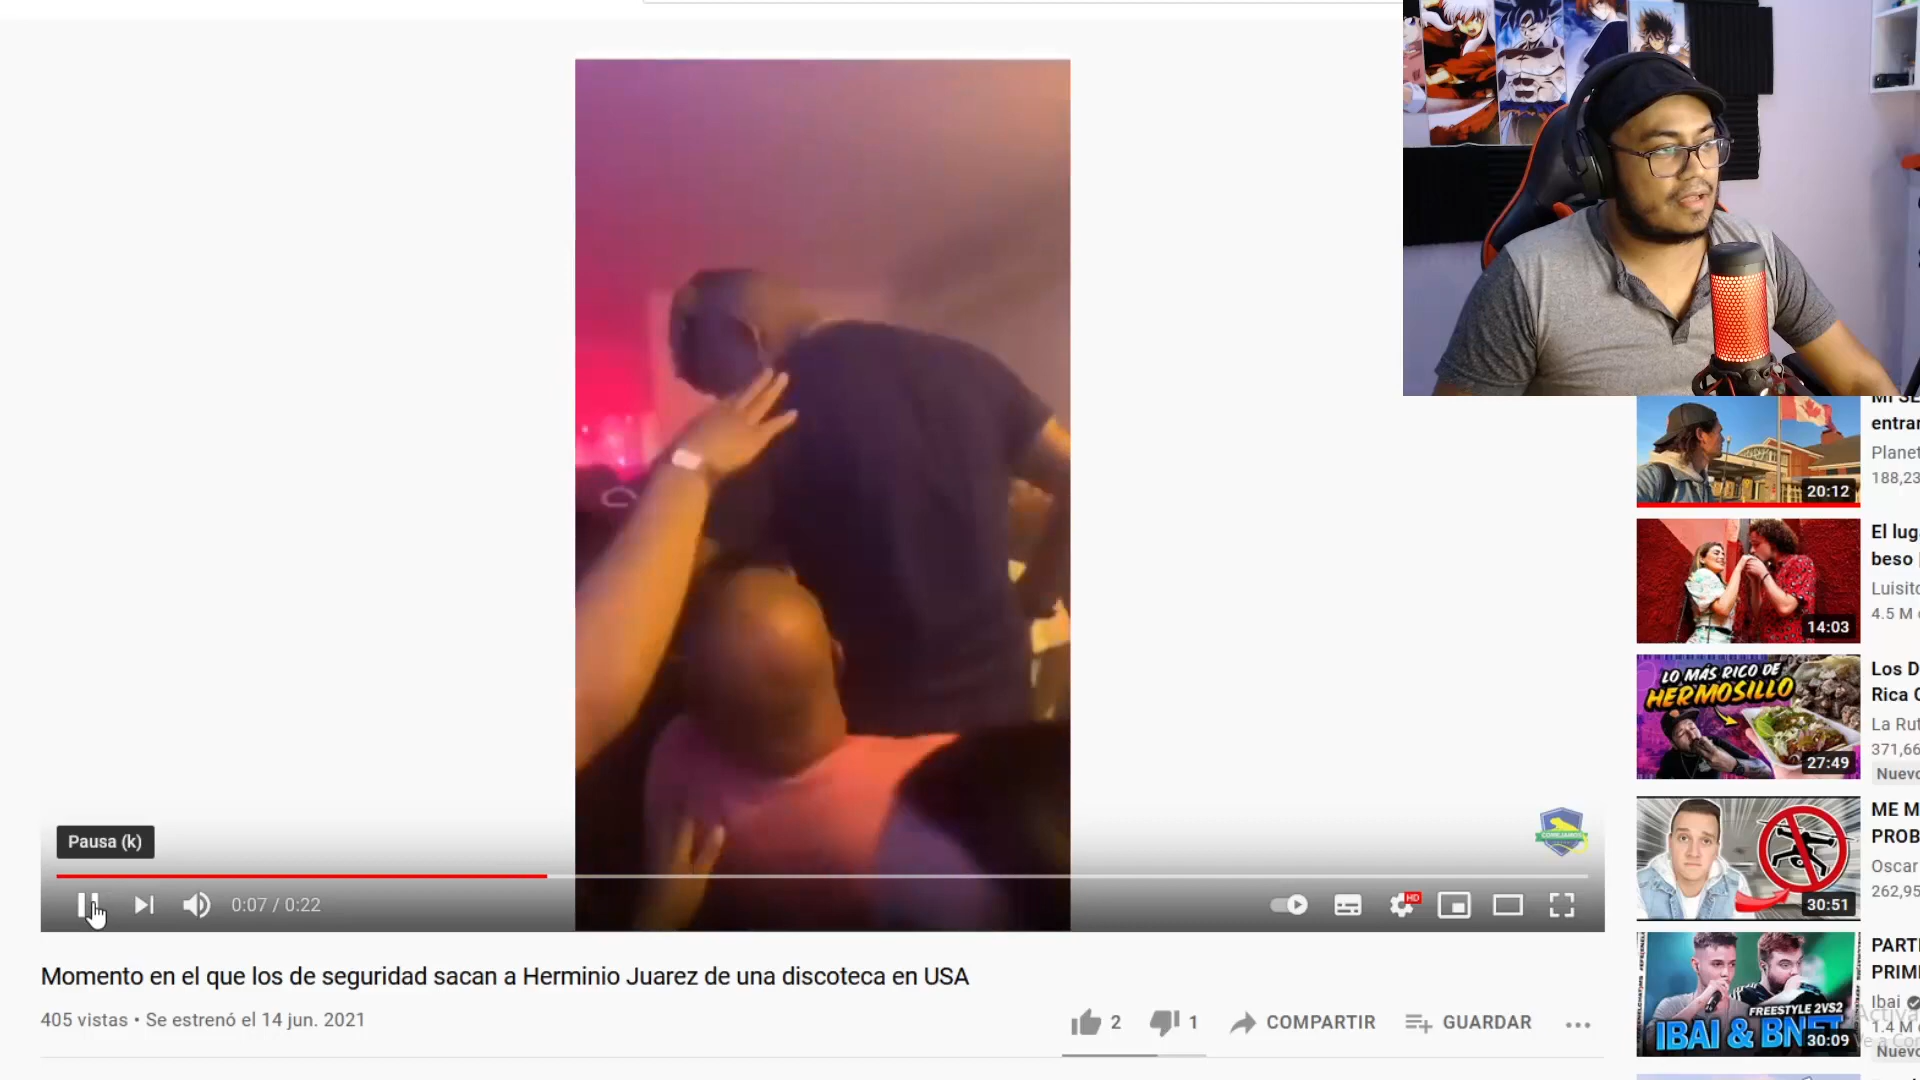 Pausa (k)
0:07 / 0:22
HD
Momento en el que los de seguridad sacan a Herminio Juarez de una discoteca en USA
405 vistas • Se estrenó el 14 jun. 2021
2
1
COMPARTIR
GUARDAR
entrar
Planet
188,23
20:12
El lug
beso
Luisito
4.5 M
14:03
LO MÁS RICO DE
HERMOSILLO
27:49
Los D
Rica
La Rut
371,66
Nuevo
30:51
ME M
PROB
Oscar
262,95
FREESTYLE 2VS2
IBAI & BNET
30:09
PARTI
PRIMI
Ibai
1.4 M
Nuevo